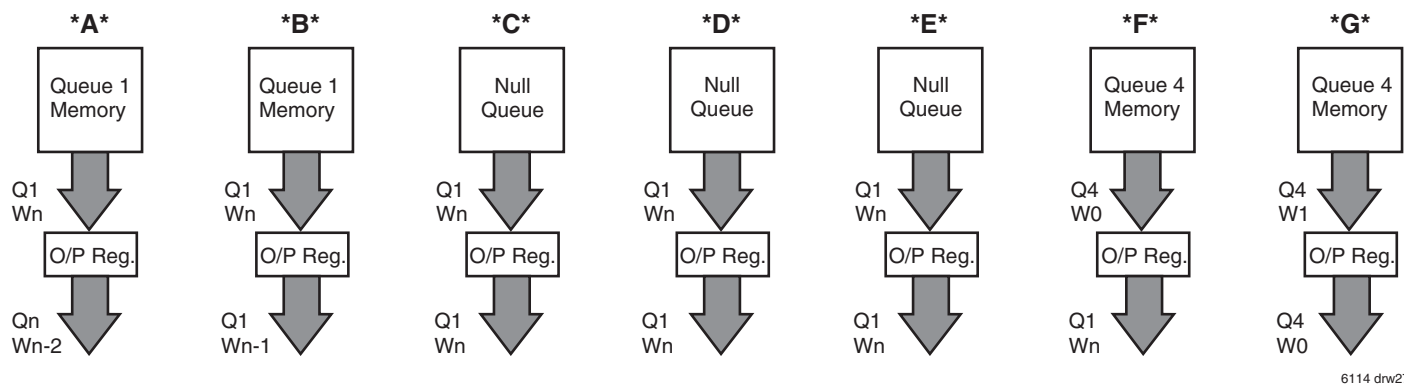 *A* *B* *C* *D* *E* *F* *G*
Queue 1 Queue 1 Null Null Null Queue 4 Queue 4
Memory Memory Queue Queue Queue Memory Memory
Q1 Q1 Q1 Q1 Q1 Q4 Q4
Wn Wn Wn Wn Wn W0 W1
O/P Reg. O/P Reg. O/P Reg. O/P Reg. O/P Reg. O/P Reg. O/P Reg.
Qn Q1 Q1 Q1 Q1 Q1 Q4
Wn-2 Wn-1 Wn Wn Wn Wn W0